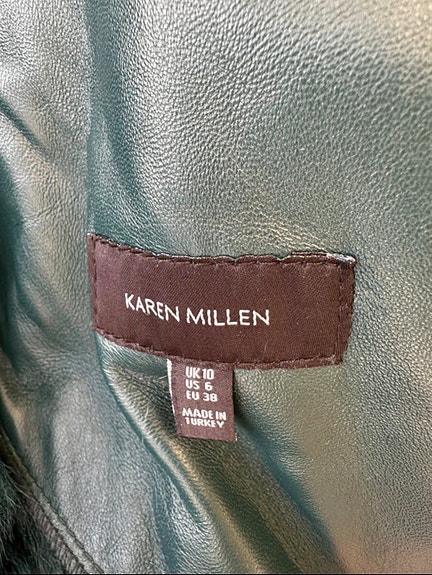 KAREN MILLEN
UK 10
US 6
EU 38
MADE IN
TURKEY